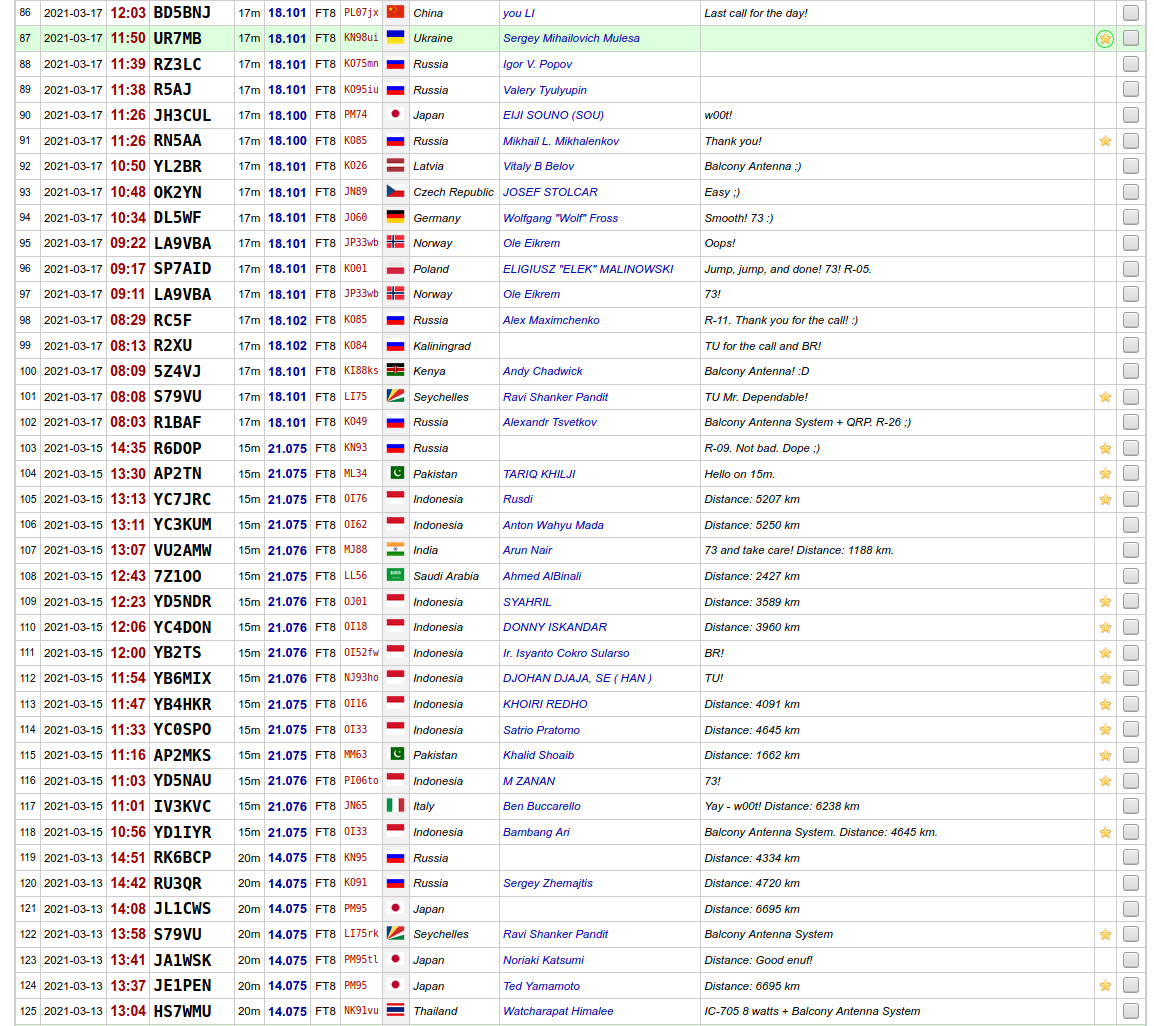 86 2021-03-17 12:03 BD5BNJ 17m 18.101 FT8 PL07jx China you LI Last call for the day!
87 2021-03-17 11:50 UR7MB 17m 18.101 FT8 KN98ui Ukraine Sergey Mihailovich Mulesa
88 2021-03-17 11:39 RZ3LC 17m 18.101 FT8 KO75mn Russia Igor V. Popov
89 2021-03-17 11:38 R5AJ 17m 18.101 FT8 KO95iu Russia Valery Tyulyupin
90 2021-03-17 11:26 JH3CUL 17m 18.100 FT8 PM74 Japan EIJI SOUNO (SOU) w00t!
91 2021-03-17 11:26 RN5AA 17m 18.100 FT8 KO85 Russia Mikhail L. Mikhalenkov Thank you!
92 2021-03-17 10:50 YL2BR 17m 18.101 FT8 KO26 Latvia Vitaly B Belov Balcony Antenna ;)
93 2021-03-17 10:48 OK2YN 17m 18.101 FT8 JN89 Czech Republic JOSEF STOLCAR Easy ;)
94 2021-03-17 10:34 DL5WF 17m 18.101 FT8 JO60 Germany Wolfgang "Wolf" Fross Smooth! 73 :)
95 2021-03-17 09:22 LA9VBA 17m 18.101 FT8 JP33wb Norway Ole Eikrem Oops!
96 2021-03-17 09:17 SP7AID 17m 18.101 FT8 KO01 Poland ELIGIUSZ "ELEK" MALINOWSKI Jump, jump, and done! 73! R-05.
97 2021-03-17 09:11 LA9VBA 17m 18.101 FT8 JP33wb Norway Ole Eikrem 73!
98 2021-03-17 08:29 RC5F 17m 18.102 FT8 KO85 Russia Alex Maximchenko R-11. Thank you for the call! :)
99 2021-03-17 08:13 R2XU 17m 18.102 FT8 KO84 Kaliningrad TU for the call and BR!
100 2021-03-17 08:09 5Z4VJ 17m 18.101 FT8 KI88ks Kenya Andy Chadwick Balcony Antenna! :D
101 2021-03-17 08:08 S79VU 17m 18.101 FT8 LI75 Seychelles Ravi Shanker Pandit TU Mr. Dependable!
102 2021-03-17 08:03 R1BAF 17m 18.101 FT8 KO49 Russia Alexandr Tsvetkov Balcony Antenna System + QRP. R-26 ;)
103 2021-03-15 14:35 R6DOP 15m 21.075 FT8 KN93 Russia R-09. Not bad. Dope ;)
104 2021-03-15 13:30 AP2TN 15m 21.075 FT8 ML34 Pakistan TARIQ KHILJI Hello on 15m.
105 2021-03-15 13:13 YC7JRC 15m 21.075 FT8 OI76 Indonesia Rusdi Distance: 5207 km
106 2021-03-15 13:11 YC3KUM 15m 21.075 FT8 OI62 Indonesia Anton Wahyu Mada Distance: 5250 km
107 2021-03-15 13:07 VU2AMW 15m 21.076 FT8 MJ88 India Arun Nair 73 and take care! Distance: 1188 km.
108 2021-03-15 12:43 7Z1OO 15m 21.075 FT8 LL56 Saudi Arabia Ahmed AlBinali Distance: 2427 km
109 2021-03-15 12:23 YD5NDR 15m 21.076 FT8 OJ01 Indonesia SYAHRIL Distance: 3589 km
110 2021-03-15 12:06 YC4DON 15m 21.076 FT8 OI18 Indonesia DONNY ISKANDAR Distance: 3960 km
111 2021-03-15 12:00 YB2TS 15m 21.076 FT8 OI52fw Indonesia Ir. Isyanto Cokro Sularso BR!
112 2021-03-15 11:54 YB6MIX 15m 21.076 FT8 NJ93ho Indonesia DJOHAN DJAJA, SE ( HAN ) TU!
113 2021-03-15 11:47 YB4HKR 15m 21.075 FT8 OI16 Indonesia KHOIRI REDHO Distance: 4091 km
114 2021-03-15 11:33 YC0SPO 15m 21.075 FT8 OI33 Indonesia Satrio Pratomo Distance: 4645 km
115 2021-03-15 11:16 AP2MKS 15m 21.075 FT8 MM63 Pakistan Khalid Shoaib Distance: 1662 km
116 2021-03-15 11:03 YD5NAU 15m 21.076 FT8 PI06to Indonesia M ZANAN 73!
117 2021-03-15 11:01 IV3KVC 15m 21.076 FT8 JN65 Italy Ben Buccarello Yay - w00t! Distance: 6238 km
118 2021-03-15 10:56 YD1IYR 15m 21.075 FT8 OI33 Indonesia Bambang Ari Balcony Antenna System. Distance: 4645 km.
119 2021-03-13 14:51 RK6BCP 20m 14.075 FT8 KN95 Russia Distance: 4334 km
120 2021-03-13 14:42 RU3QR 20m 14.075 FT8 KO91 Russia Sergey Zhemajtis Distance: 4720 km
121 2021-03-13 14:08 JL1CWS 20m 14.075 FT8 PM95 Japan Distance: 6695 km
122 2021-03-13 13:58 S79VU 20m 14.075 FT8 LI75rk Seychelles Ravi Shanker Pandit Balcony Antenna System
123 2021-03-13 13:41 JA1WSK 20m 14.075 FT8 PM95tl Japan Noriaki Katsumi Distance: Good enuf!
124 2021-03-13 13:37 JE1PEN 20m 14.075 FT8 PM95 Japan Ted Yamamoto Distance: 6695 km
125 2021-03-13 13:04 HS7WMU 20m 14.075 FT8 NK91vu Thailand Watcharapat Himalee IC-705 8 watts + Balcony Antenna System